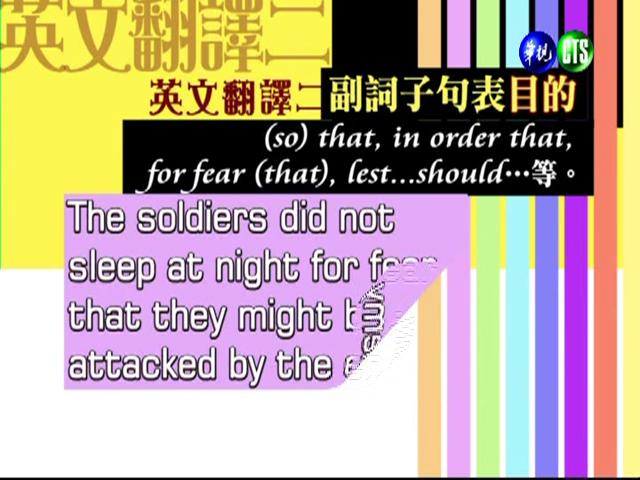 英文翻譯二
華視 CTS
英文翻譯二 副詞子句表目的
(so) that, in order that,
for fear (that), lest...should…等。
The soldiers did not
sleep at night for fear
that they might
attacked by the